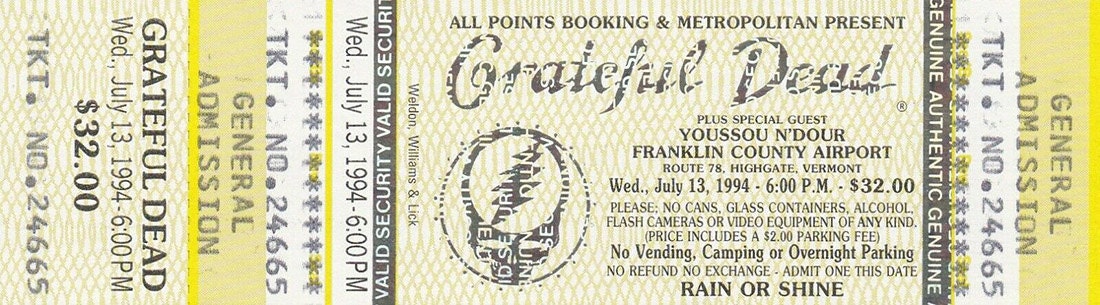 GRATEFUL DEAD
Wed., July 13, 1994-6:00 PM
$32.00
GENERAL
ADMISSION
TKT. NO.24665
TKT. NO.24665
Wed., July 13, 1994-6:00 PM
VALID SECURITY VALID SECURIT
Weldon, Williams & Lick
ALL POINTS BOOKING & METROPOLITAN PRESENT
Grateful Dead
®
PLUS SPECIAL GUEST
YOUSSOU N'DOUR
FRANKLIN COUNTY AIRPORT
ROUTE 78, HIGHGATE, VERMONT
Wed., July 13, 1994 - 6:00 P.M. - $32.00
PLEASE; NO CANS, GLASS CONTAINERS, ALCOHOL,
FLASH CAMERAS OR VIDEO EQUIPMENT OF ANY KIND.
(PRICE INCLUDES A $2.00 PARKING FEE)
No Vending, Camping or Overnight Parking
NO REFUND NO EXCHANGE - ADMIT ONE THIS DATE
RAIN OR SHINE
GENUINE AUTHENTIC GENUINE
TKT. NO.24665
GENERAL
ADMISSION